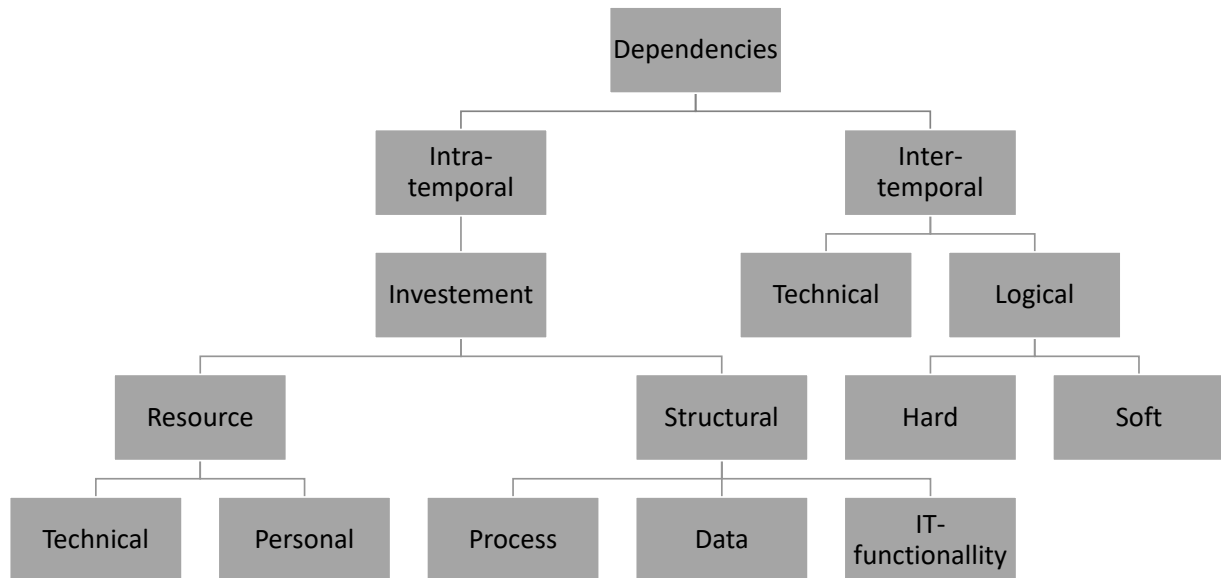 Dependencies
Intra-
temporal
Inter-
temporal
Investement
Technical
Logical
Resource
Structural
Hard
Soft
Technical
Personal
Process
Data
IT-
functionallity